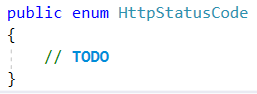 public enum HttpStatusCode
{
    // TODO
}